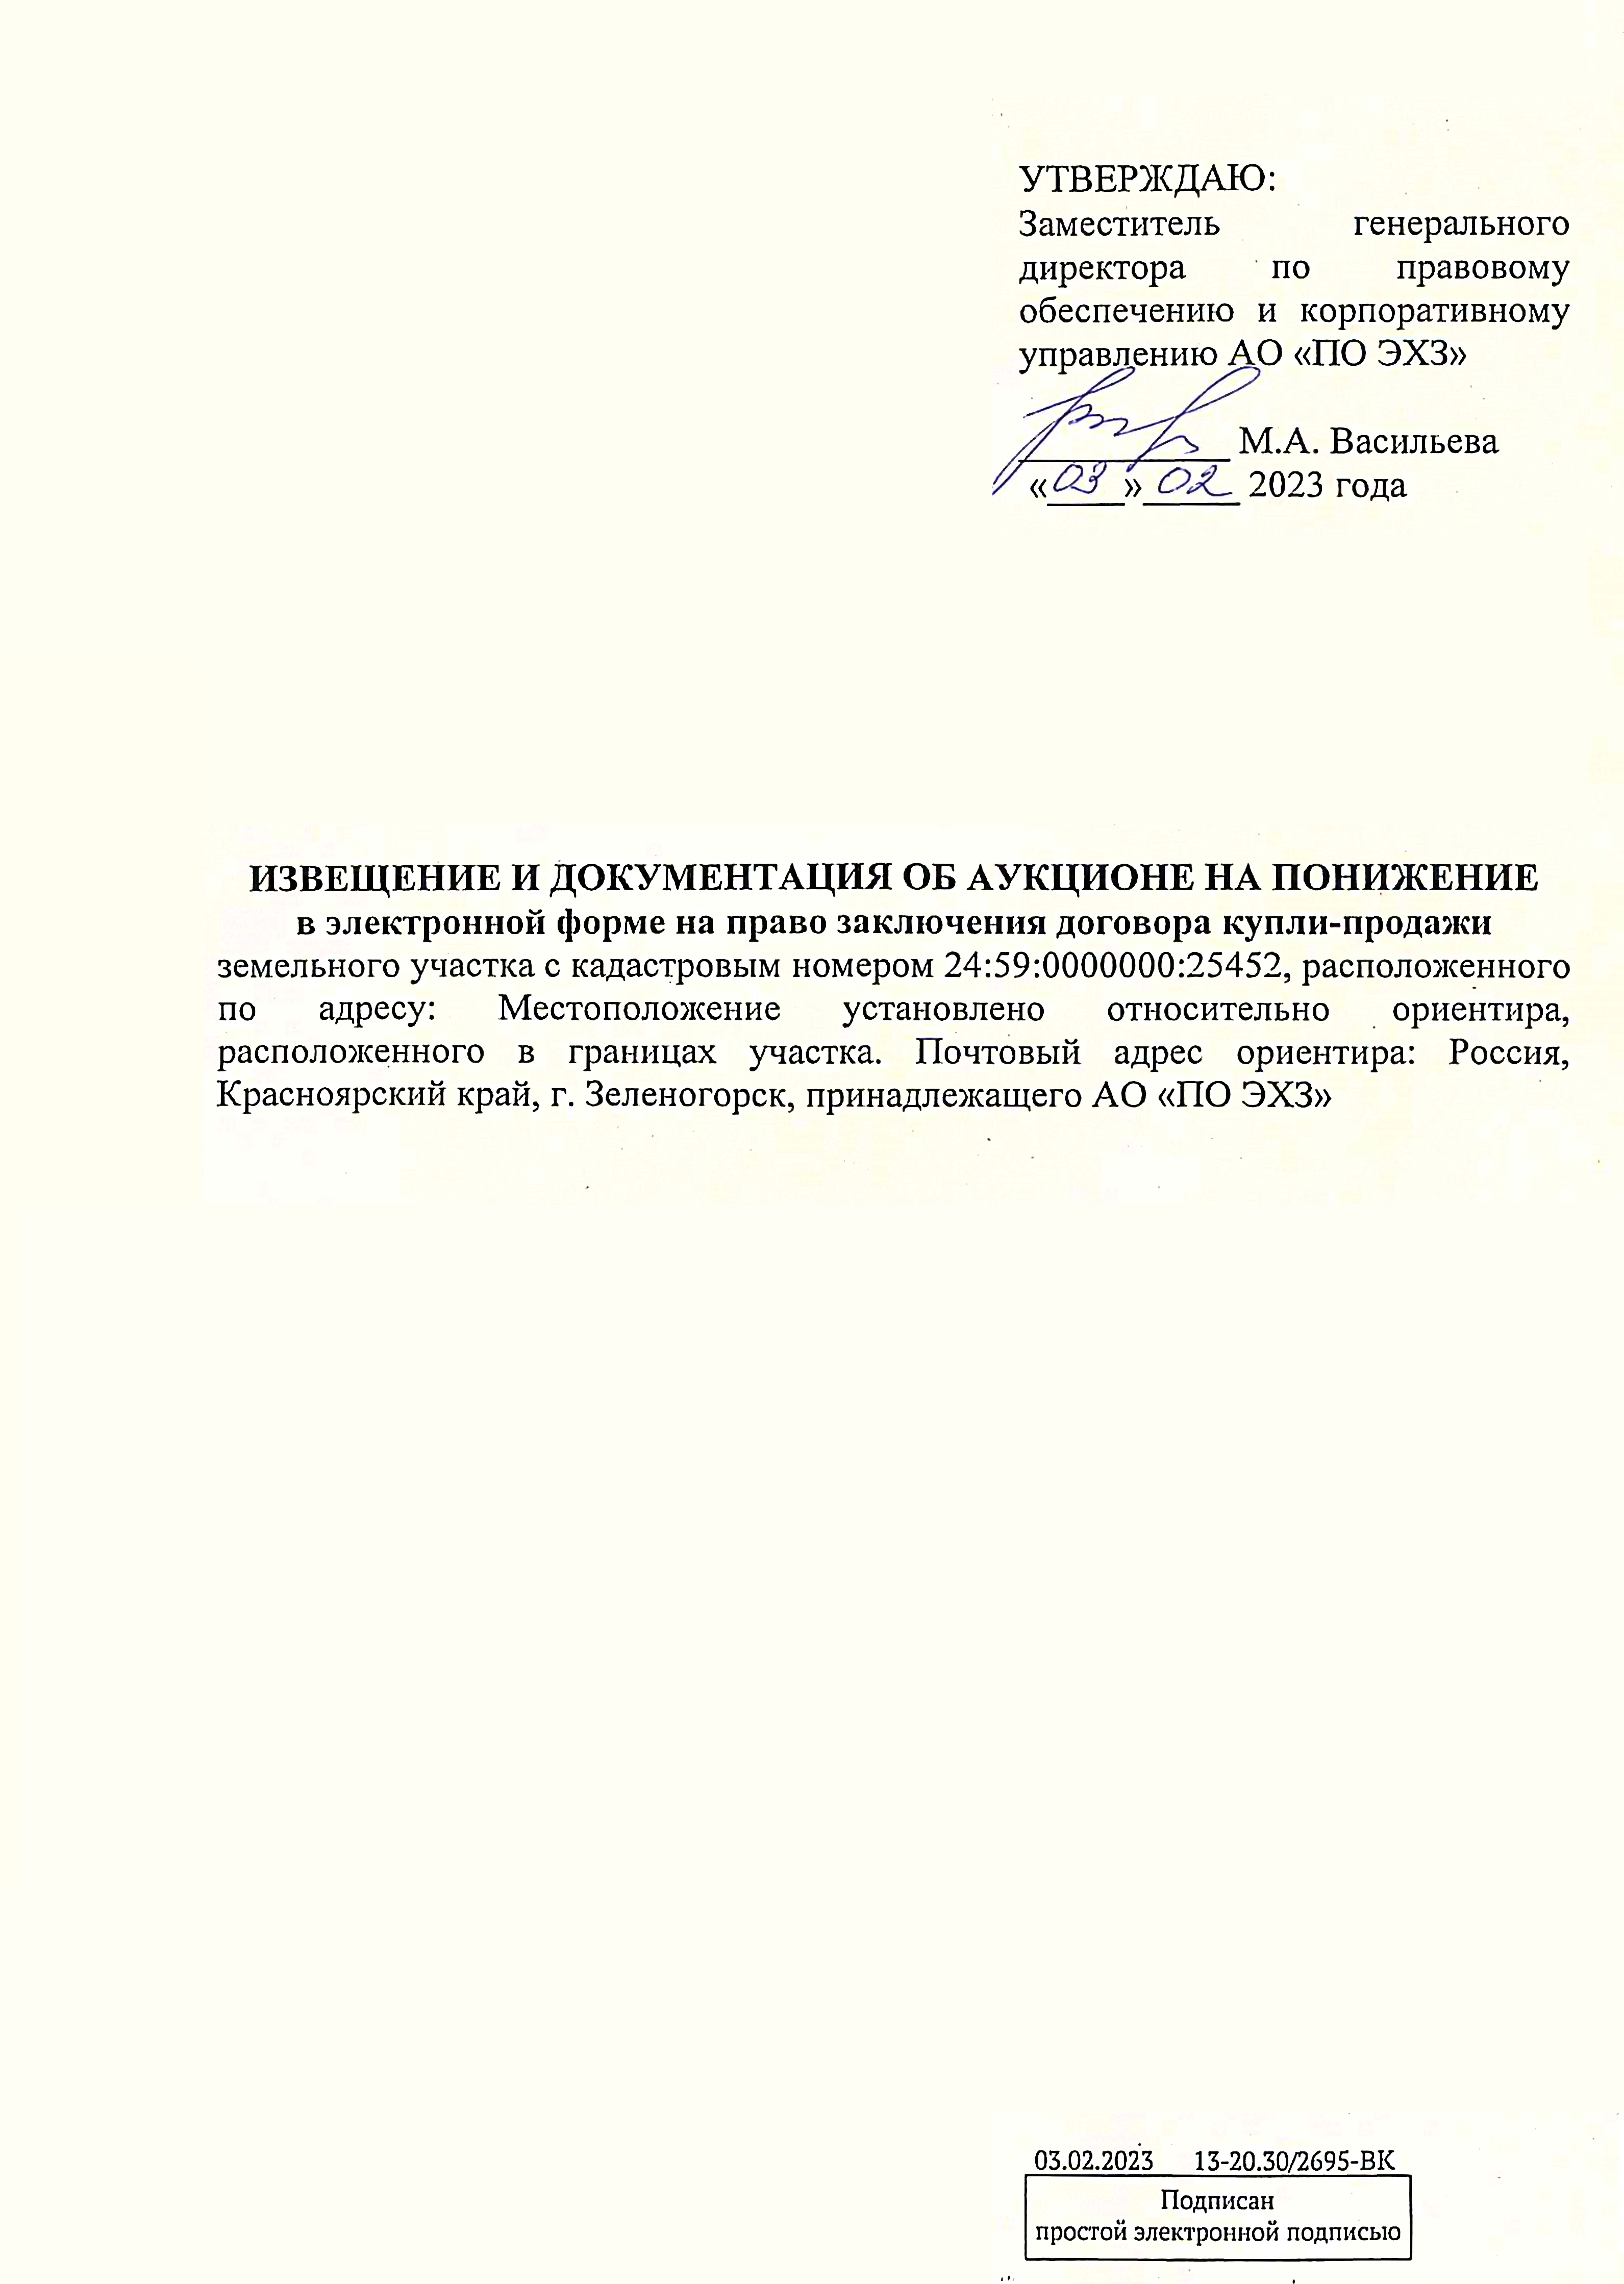 УТВЕРЖДАЮ:
Заместитель генерального
директора по правовому
обеспечению и корпоративному
управлению АО «ПО ЭХЗ»
М.А. Васильева
«03» 02 2023 года
ИЗВЕЩЕНИЕ И ДОКУМЕНТАЦИЯ ОБ АУКЦИОНЕ НА ПОНИЖЕНИЕ
в электронной форме на право заключения договора купли-продажи
земельного участка с кадастровым номером 24:59:0000000:25452, расположенного
по адресу: Местоположение установлено относительно ориентира,
расположенного в границах участка. Почтовый адрес ориентира: Россия,
Красноярский край, г. Зеленогорск, принадлежащего АО «ПО ЭХЗ»
03.02.2023 13-20.30/2695-ВК
Подписан
простой электронной подписью